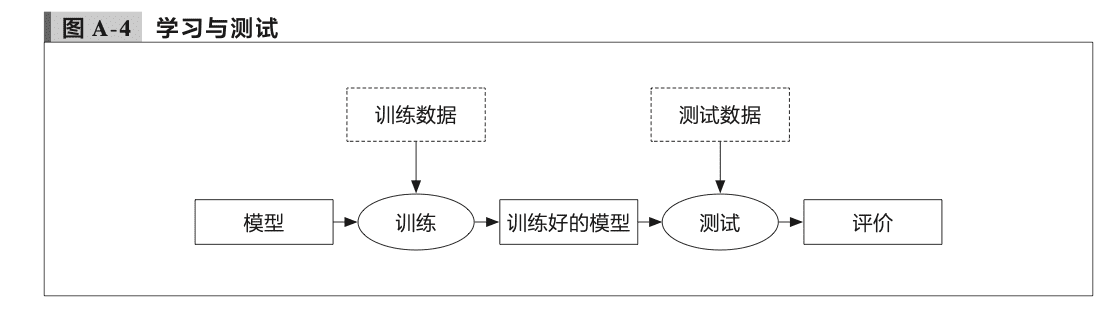 图 A-4 学习与测试
训练数据
测试数据
模型
训练
训练好的模型
测试
评价